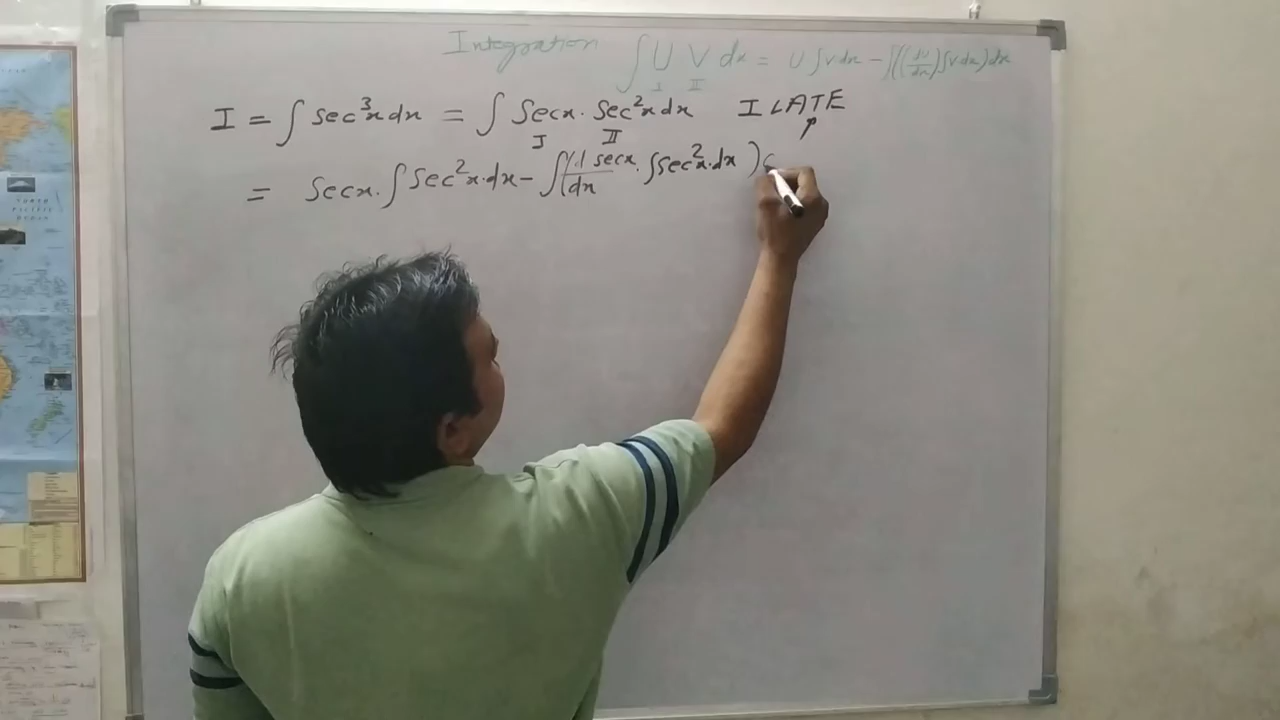 Integration ∫ U V dx = U ∫v dx - ∫((du/dx) ∫v dx) dx
I II
I = ∫ sec³x dx = ∫ Secx. Sec²x dx ILATE
I II
= Secx. ∫ Sec²x.dx - ∫(d secx/dx . ∫sec²x.dx)